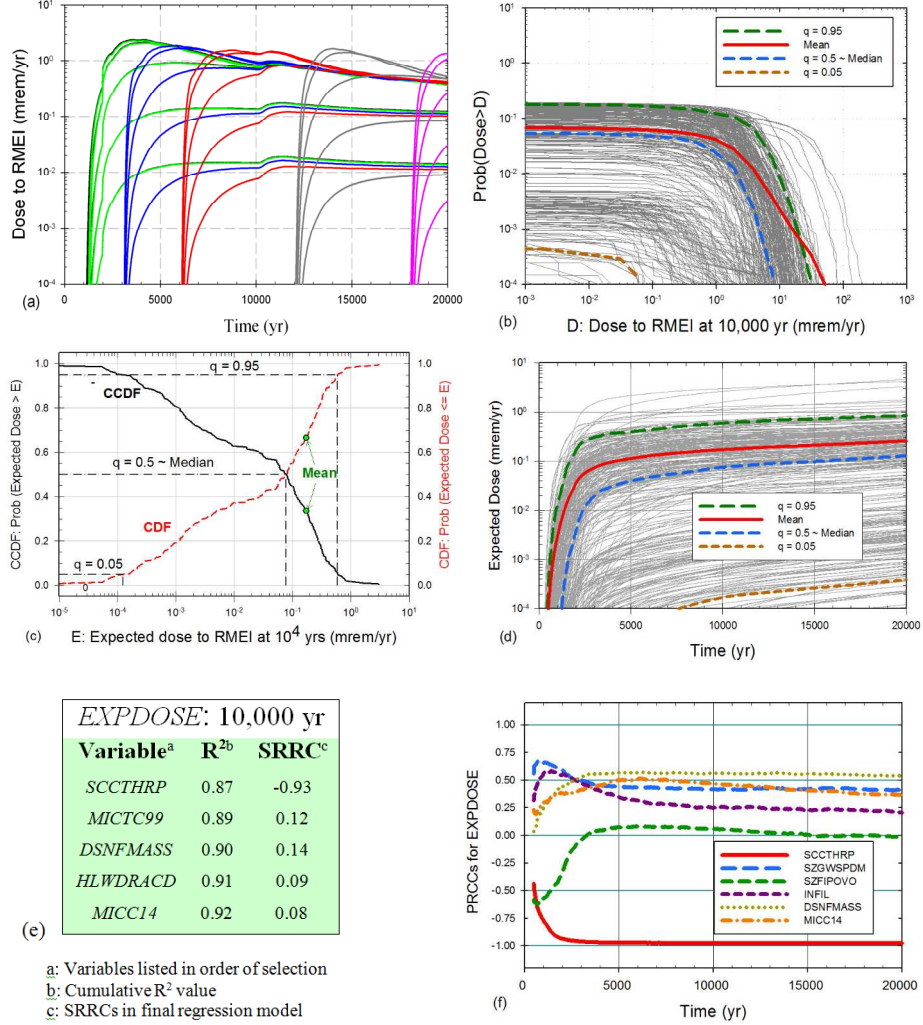 Dose to RMEI (mrem/yr)
10¹
10⁰
10⁻¹
10⁻²
10⁻³
10⁻⁴
0
5000
10000
15000
20000
(a)
Time (yr)
Prob(Dose>D)
10⁰
10⁻¹
10⁻²
10⁻³
10⁻⁴
q = 0.95
Mean
q = 0.5 ~ Median
q = 0.05
10⁻³
10⁻²
10⁻¹
10⁰
10¹
10²
10³
(b)
D: Dose to RMEI at 10,000 yr (mrem/yr)
CCDF: Prob (Expected Dose > E)
1.0
0.8
0.6
0.4
0.2
0.0
q = 0.95
CCDF
q = 0.5 ~ Median
Mean
CDF
q = 0.05
0
1.0
0.8
0.6
0.4
0.2
0.0
CDF: Prob (Expected Dose <= E)
10⁻⁵
10⁻⁴
10⁻³
10⁻²
10⁻¹
10⁰
10¹
(c)
E: Expected dose to RMEI at 10⁴ yrs (mrem/yr)
Expected Dose (mrem/yr)
10¹
10⁰
10⁻¹
10⁻²
10⁻³
10⁻⁴
q = 0.95
Mean
q = 0.5 ~ Median
q = 0.05
0
5000
10000
15000
20000
(d)
Time (yr)
EXPDOSE: 10,000 yr
Variableᵃ R²ᵇ SRRCᶜ
SCCTHRP 0.87 -0.93
MICTC99 0.89 0.12
DSNFMASS 0.90 0.14
HLWDRACD 0.91 0.09
MICC14 0.92 0.08
(e)
a: Variables listed in order of selection
b: Cumulative R² value
c: SRRCs in final regression model
PRCCs for EXPDOSE
1.00
0.75
0.50
0.25
0.00
-0.25
-0.50
-0.75
-1.00
SCCTHRP
SZGWSPDM
SZFIPOVO
INFIL
DSNFMASS
MICC14
0
5000
10000
15000
20000
(f)
Time (yr)